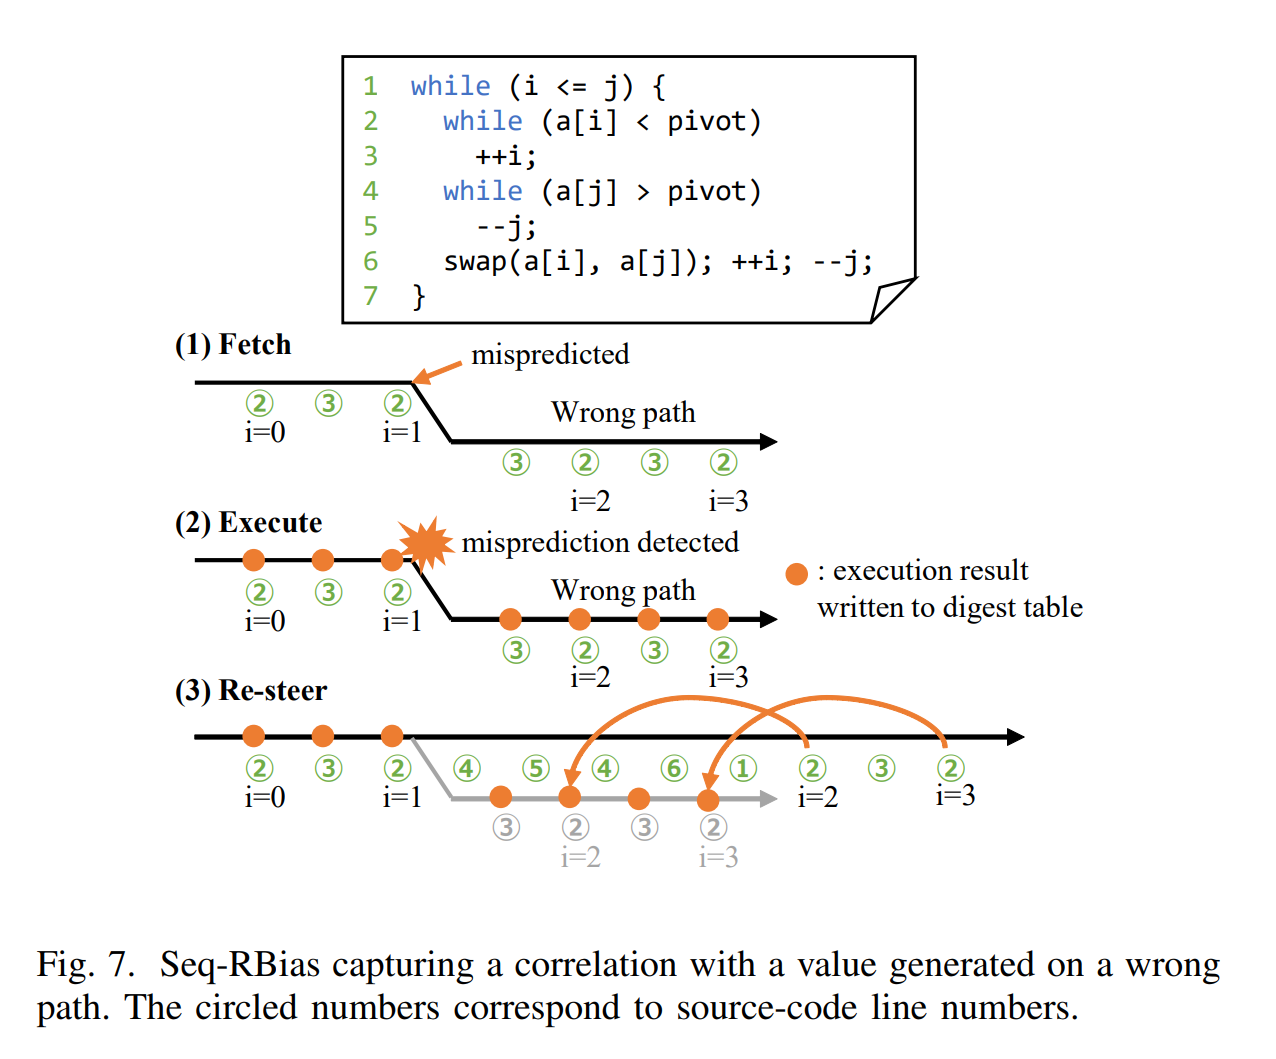 1 while (i <= j) {
2 while (a[i] < pivot)
3 ++i;
4 while (a[j] > pivot)
5 --j;
6 swap(a[i], a[j]); ++i; --j;
7 }
(1) Fetch
mispredicted
② ③ ②
i=0 i=1
Wrong path
③ ② ③ ②
i=2 i=3
(2) Execute
misprediction detected
② ③ ②
i=0 i=1
Wrong path
③ ② ③ ②
i=2 i=3
: execution result
written to digest table
(3) Re-steer
② ③ ② ④ ⑤ ④ ⑥ ① ② ③ ②
i=0 i=1 i=2 i=3
③ ② ③ ②
i=2 i=3
Fig. 7. Seq-RBias capturing a correlation with a value generated on a wrong
path. The circled numbers correspond to source-code line numbers.